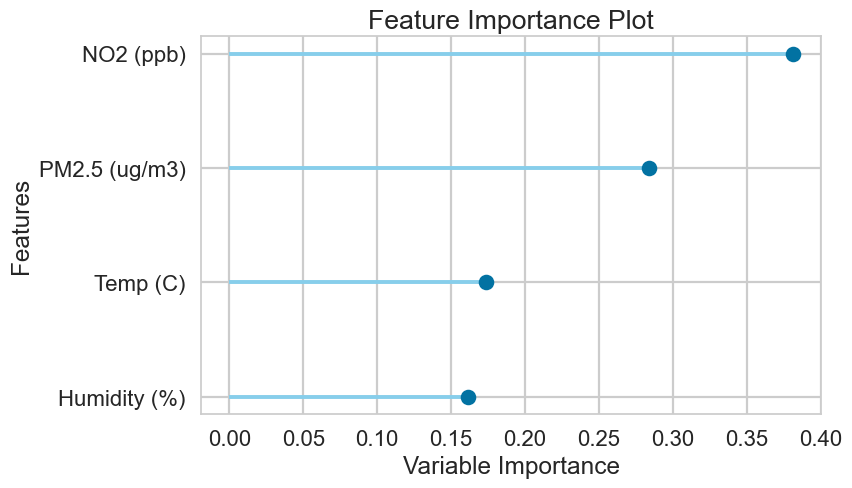 Feature Importance Plot
NO2 (ppb)
PM2.5 (ug/m3)
Temp (C)
Humidity (%)
Features
0.00 0.05 0.10 0.15 0.20 0.25 0.30 0.35 0.40
Variable Importance